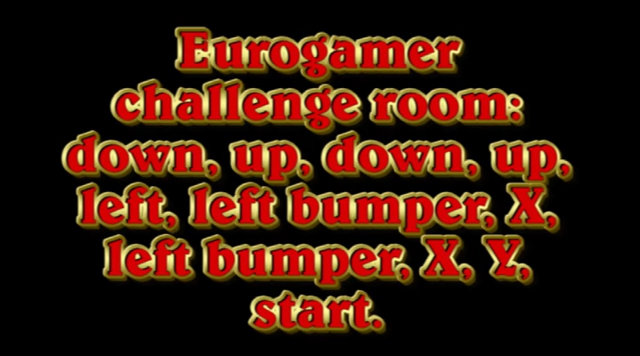 Eurogamer
challenge room:
down, up, down, up,
left, left bumper, X,
left bumper, X, Y,
start.